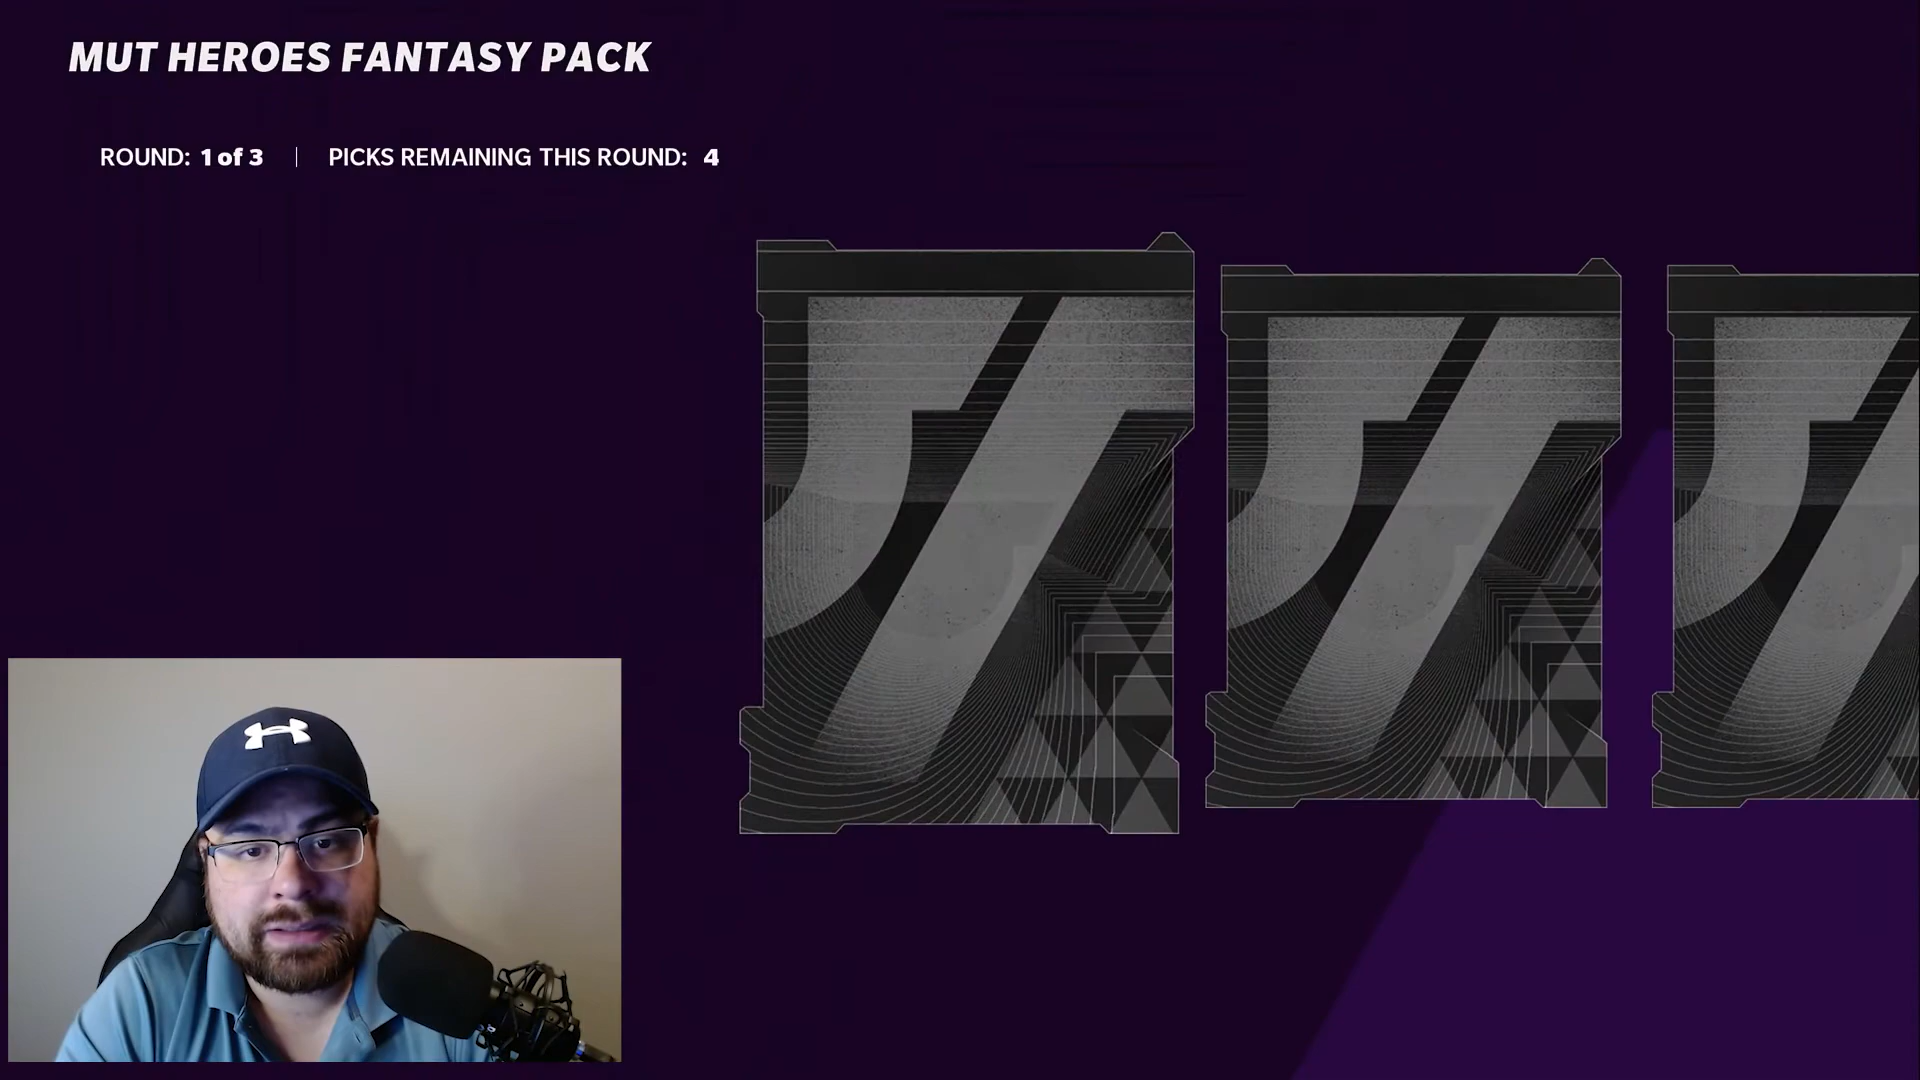 MUT HEROES FANTASY PACK
ROUND: 1 of 3 | PICKS REMAINING THIS ROUND: 4